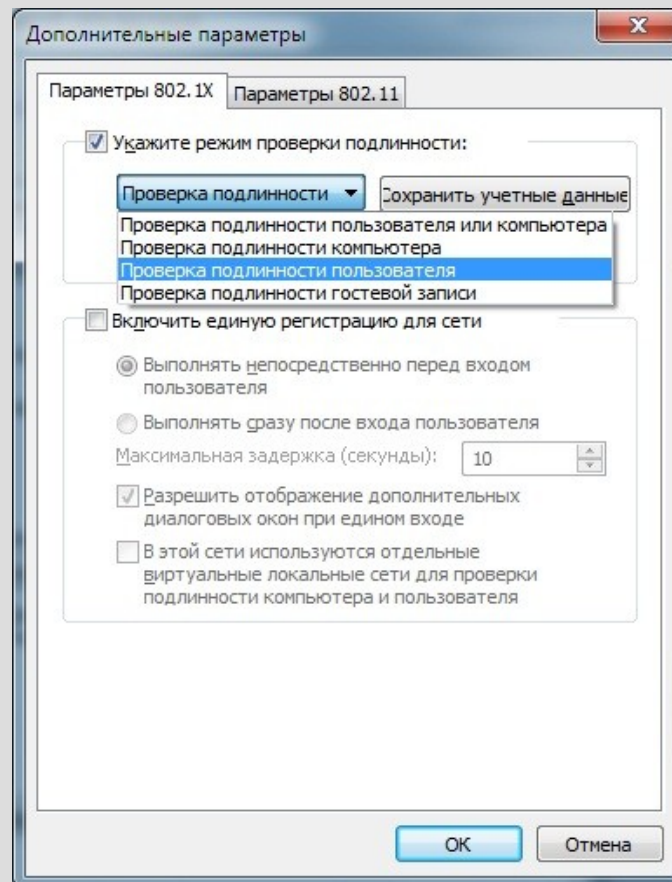 Дополнительные параметры
Параметры 802.1X
Параметры 802.11
Укажите режим проверки подлинности:
Проверка подлинности
Сохранить учетные данные
Проверка подлинности пользователя или компьютера
Проверка подлинности компьютера
Проверка подлинности пользователя
Проверка подлинности гостевой записи
Включить единую регистрацию для сети
Выполнять непосредственно перед входом
пользователя
Выполнять сразу после входа пользователя
Максимальная задержка (секунды):
10
Разрешить отображение дополнительных
диалоговых окон при едином входе
В этой сети используются отдельные
виртуальные локальные сети для проверки
подлинности компьютера и пользователя
ОК
Отмена